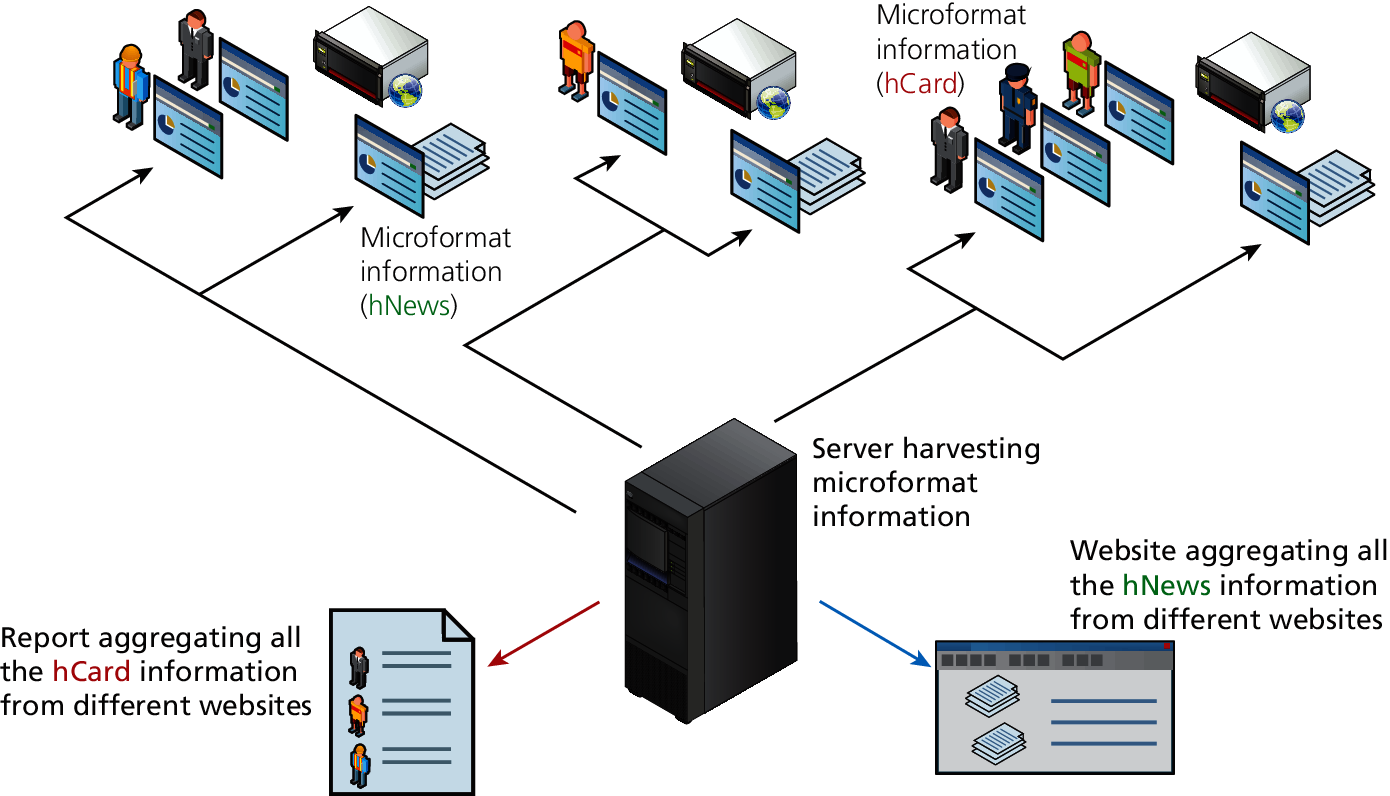 Microformat
information
(hCard)
Microformat
information
(hNews)
Server harvesting
microformat
information
Website aggregating all
the hNews information
from different websites
Report aggregating all
the hCard information
from different websites